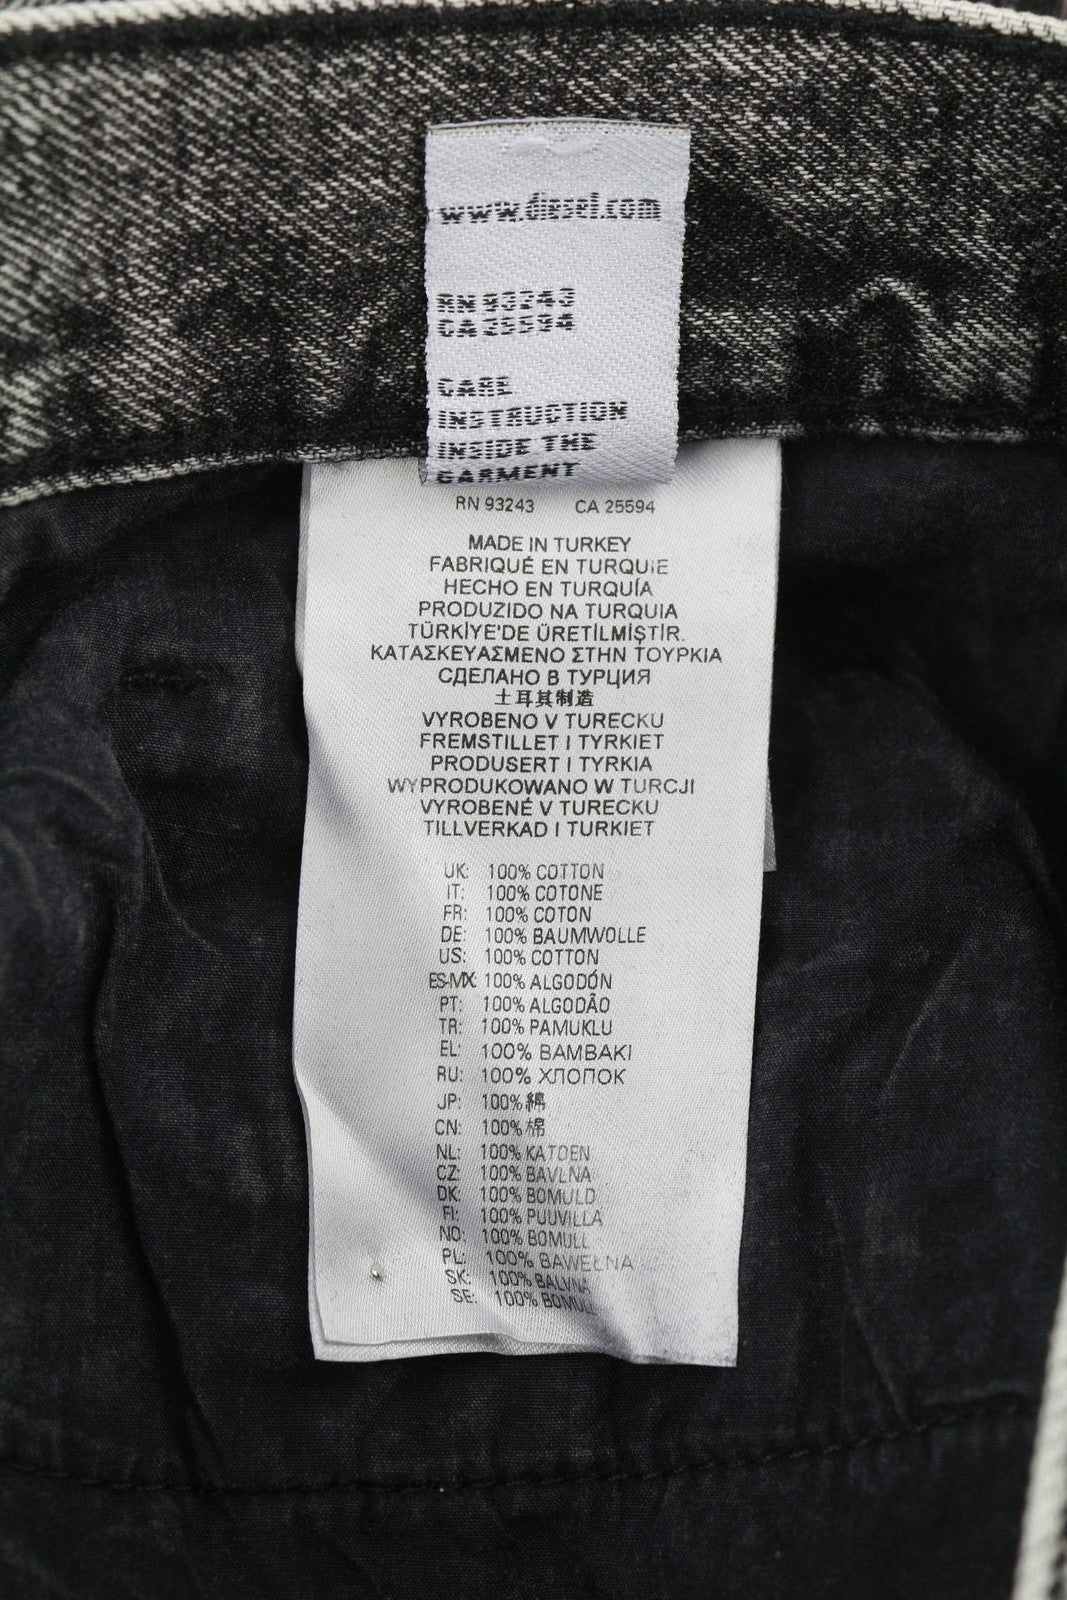 www.diesel.com
RN 93243
CA 25594
CARE
INSTRUCTION
INSIDE THE
GARMENT
RN 93243 CA 25594
MADE IN TURKEY
FABRIQUÉ EN TURQUIE
HECHO EN TURQUÍA
PRODUZIDO NA TURQUIA
TÜRKİYE'DE ÜRETİLMİŞTİR.
ΚΑΤΑΣΚΕΥΑΣΜΕΝΟ ΣΤΗΝ ΤΟΥΡΚΙΑ
СДЕЛАНО В ТУРЦИЯ
土耳其制造
VYROBENO V TURECKU
FREMSTILLET I TYRKIET
PRODUSERT I TYRKIA
WYPRODUKOWANO W TURCJI
VYROBENÉ V TURECKU
TILLVERKAD I TURKIET
UK: 100% COTTON
IT: 100% COTONE
FR: 100% COTON
DE: 100% BAUMWOLLE
US: 100% COTTON
ES-MX: 100% ALGODÓN
PT: 100% ALGODÃO
TR: 100% PAMUKLU
EL: 100% ΒΑΜΒΑΚΙ
RU: 100% ХЛОПОК
JP: 100% 綿
CN: 100% 棉
NL: 100% KATOEN
CZ: 100% BAVLNA
DK: 100% BOMULD
FI: 100% PUUVILLA
NO: 100% BOMULL
PL: 100% BAWEŁNA
SK: 100% BALVNA
SE: 100% BOMULL